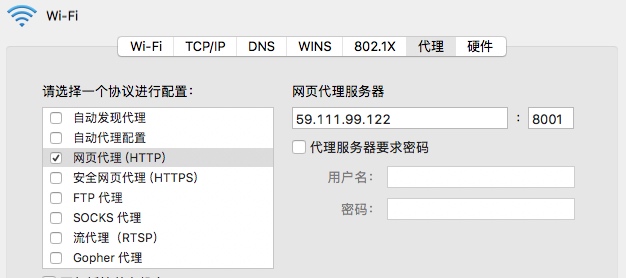 Wi-Fi
Wi-Fi TCP/IP DNS WINS 802.1X 代理 硬件
请选择一个协议进行配置：
网页代理服务器
自动发现代理
59.111.99.122 : 8001
自动代理配置
代理服务器要求密码
网页代理 (HTTP)
安全网页代理 (HTTPS)
用户名：
FTP 代理
SOCKS 代理
密码：
流代理（RTSP）
Gopher 代理